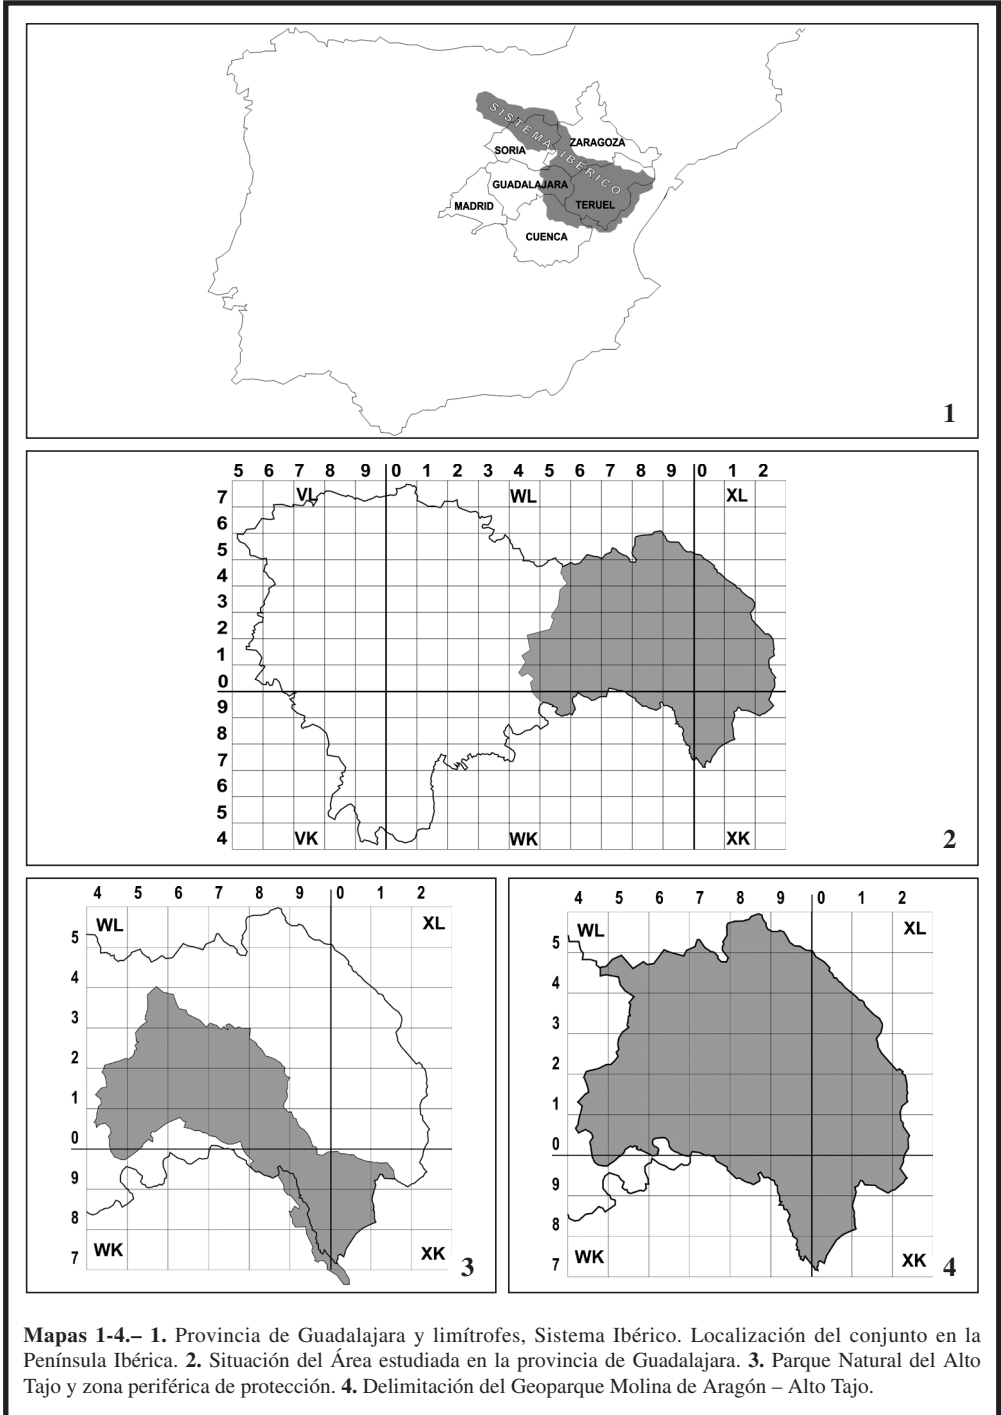 SISTEMA IBÉRICO
ZARAGOZA
SORIA
GUADALAJARA
MADRID
TERUEL
CUENCA
1
5 6 7 8 9 0 1 2 3 4 5 6 7 8 9 0 1 2
7 VL WL XL
6
5
4
3
2
1
0
9
8
7
6
5
4 VK WK XK
2
4 5 6 7 8 9 0 1 2
WL XL
5
4
3
2
1
0
9
8
7 WK XK
3
4 5 6 7 8 9 0 1 2
WL XL
5
4
3
2
1
0
9
8
7 WK XK
4
Mapas 1-4.– 1. Provincia de Guadalajara y limítrofes, Sistema Ibérico. Localización del conjunto en la
Península Ibérica. 2. Situación del Área estudiada en la provincia de Guadalajara. 3. Parque Natural del Alto
Tajo y zona periférica de protección. 4. Delimitación del Geoparque Molina de Aragón – Alto Tajo.